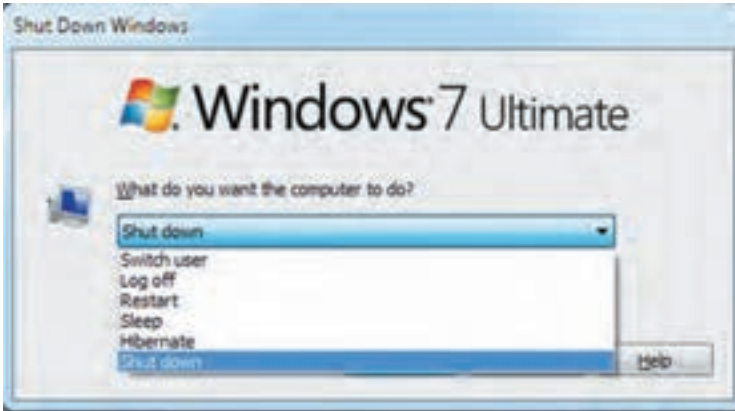 Shut Down Windows
Windows 7 Ultimate
What do you want the computer to do?
Shut down
Switch user
Log off
Restart
Sleep
Hibernate
Shut down
Help